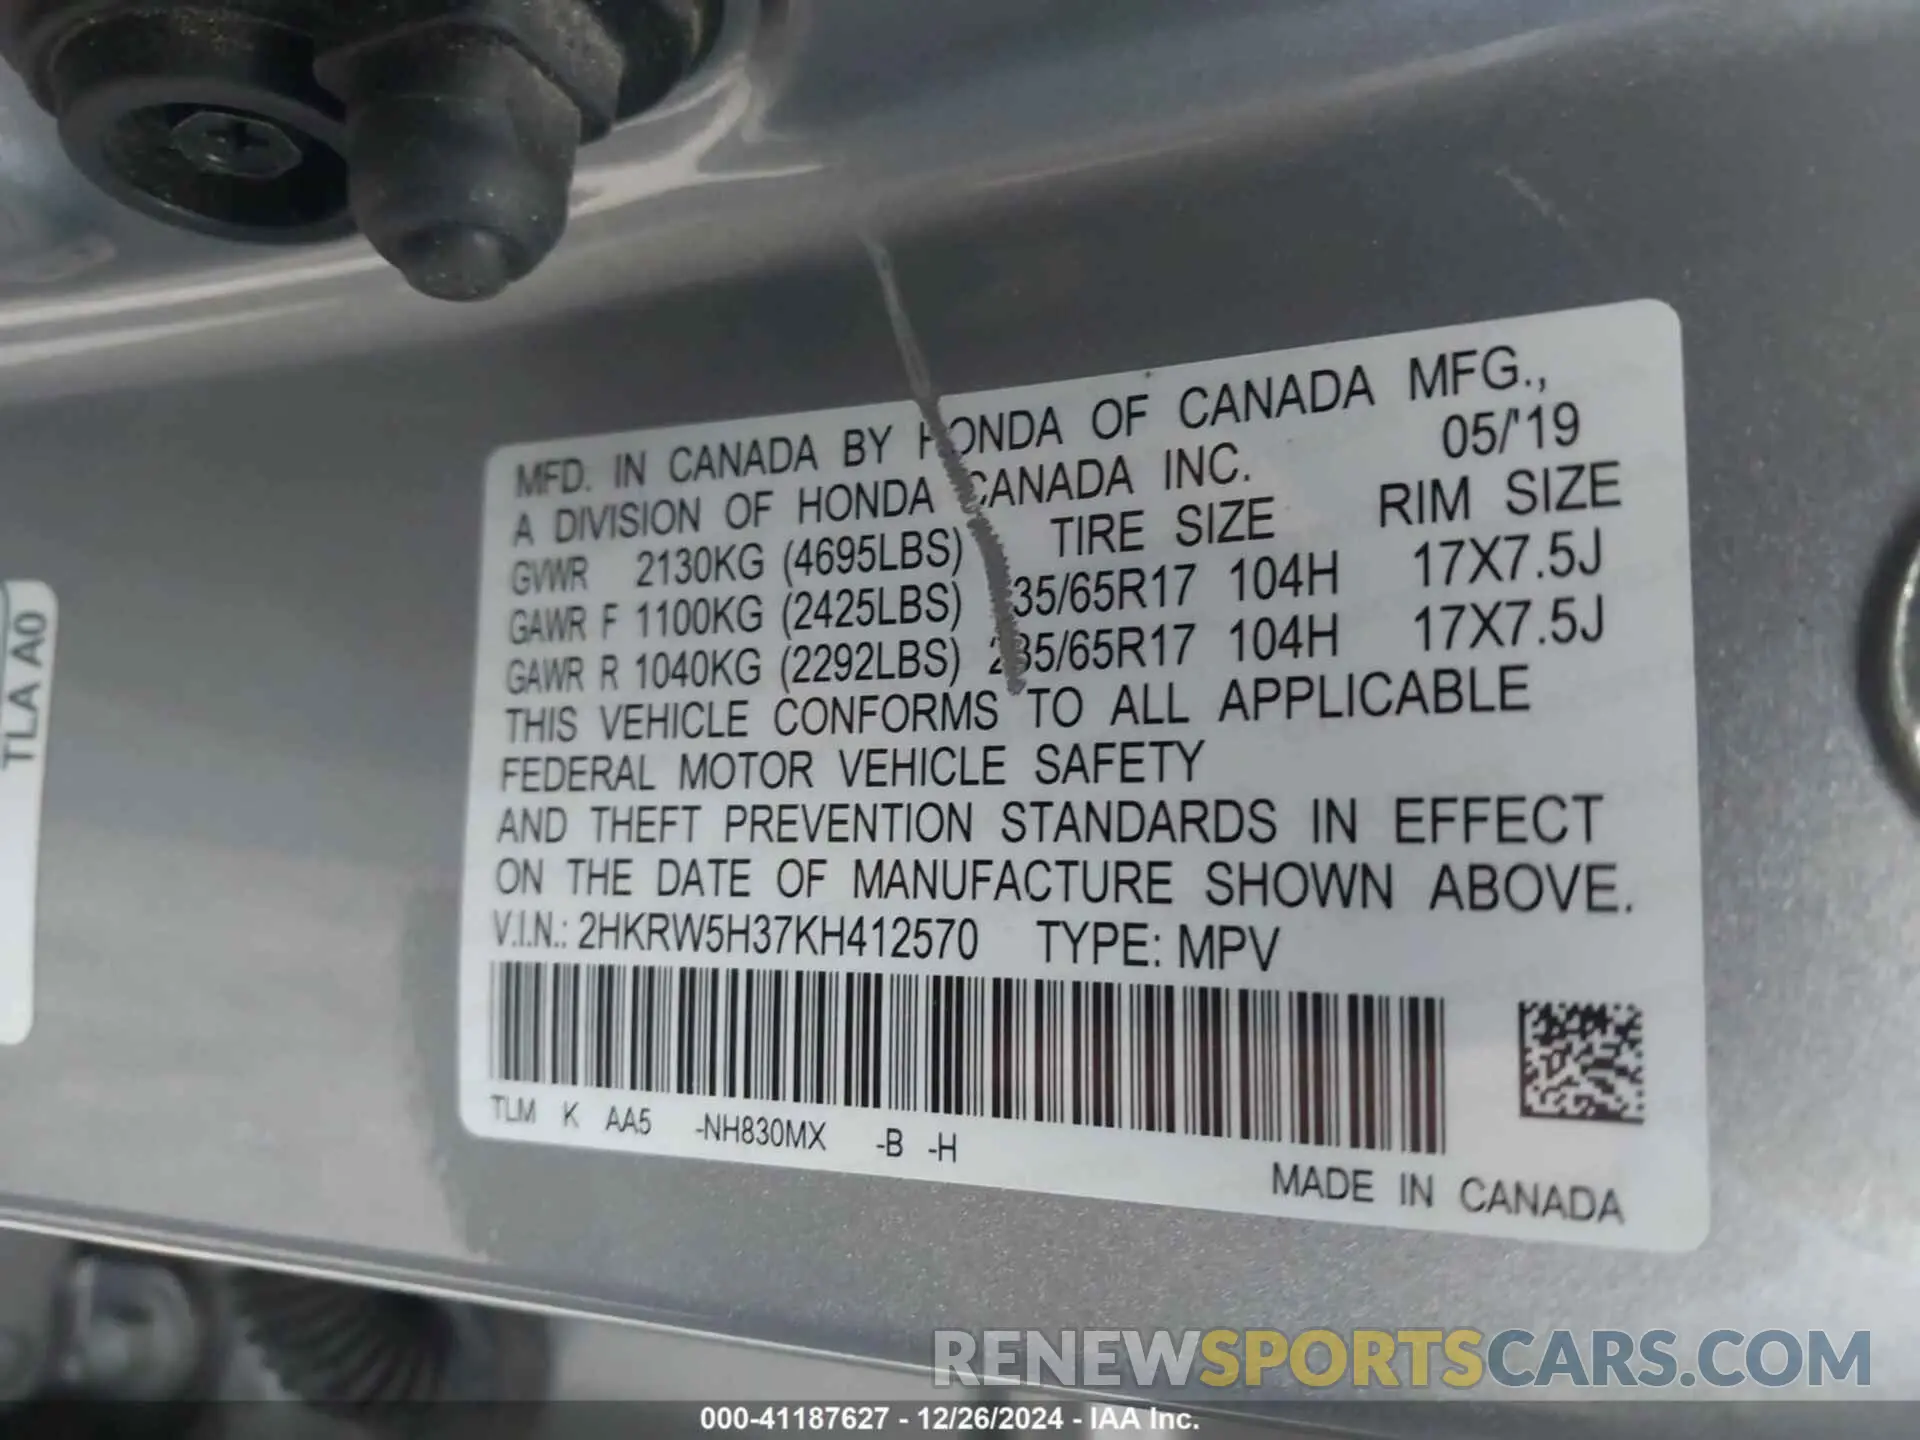 MFD. IN CANADA BY HONDA OF CANADA MFG.,
A DIVISION OF HONDA CANADA INC. 05/'19
GVWR 2130KG (4695LBS) TIRE SIZE RIM SIZE
GAWR F 1100KG (2425LBS) 235/65R17 104H 17X7.5J
GAWR R 1040KG (2292LBS) 235/65R17 104H 17X7.5J
THIS VEHICLE CONFORMS TO ALL APPLICABLE
FEDERAL MOTOR VEHICLE SAFETY
AND THEFT PREVENTION STANDARDS IN EFFECT
ON THE DATE OF MANUFACTURE SHOWN ABOVE.
V.I.N.: 2HKRW5H37KH412570 TYPE: MPV
TLM K AA5 -NH830MX -B -H
MADE IN CANADA
TLA A0
RENEWSPORTSCARS.COM
000-41187627 - 12/26/2024 - IAA Inc.